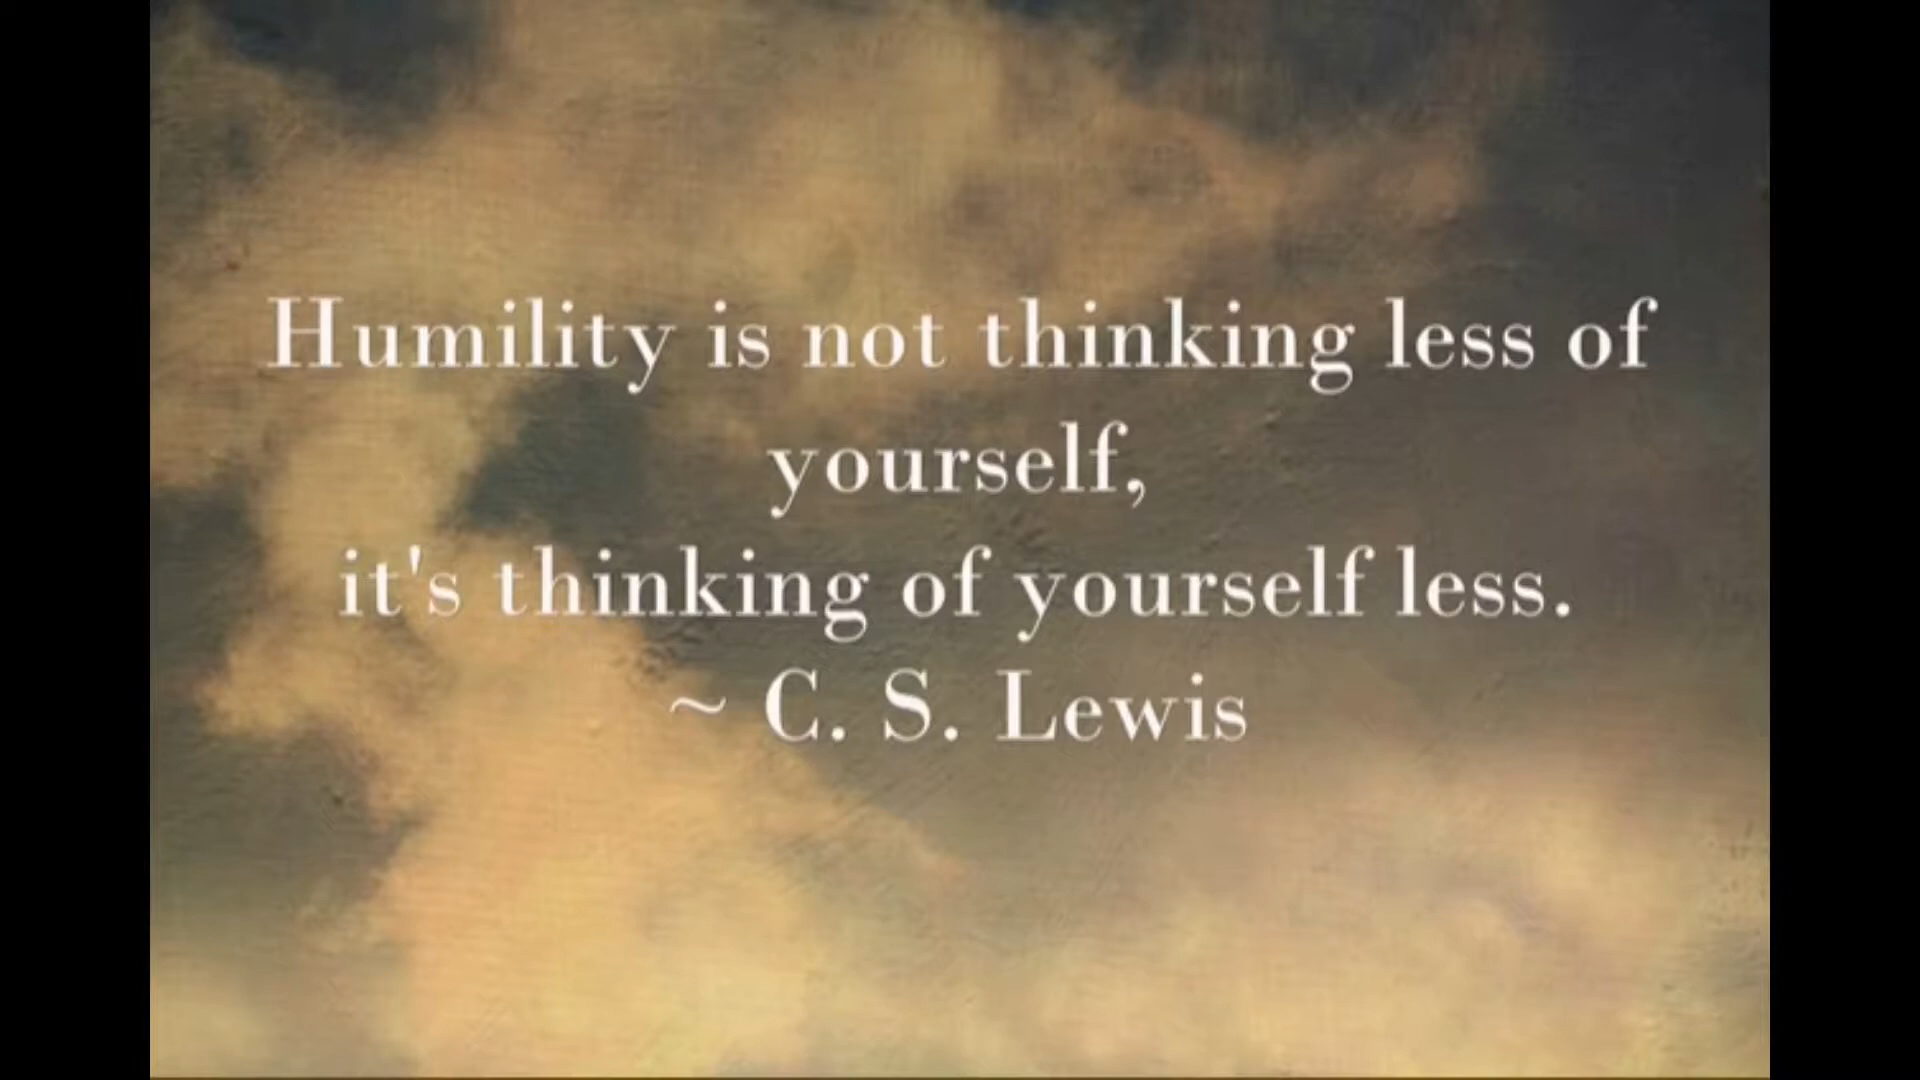 Humility is not thinking less of
yourself,
it's thinking of yourself less.
~ C. S. Lewis